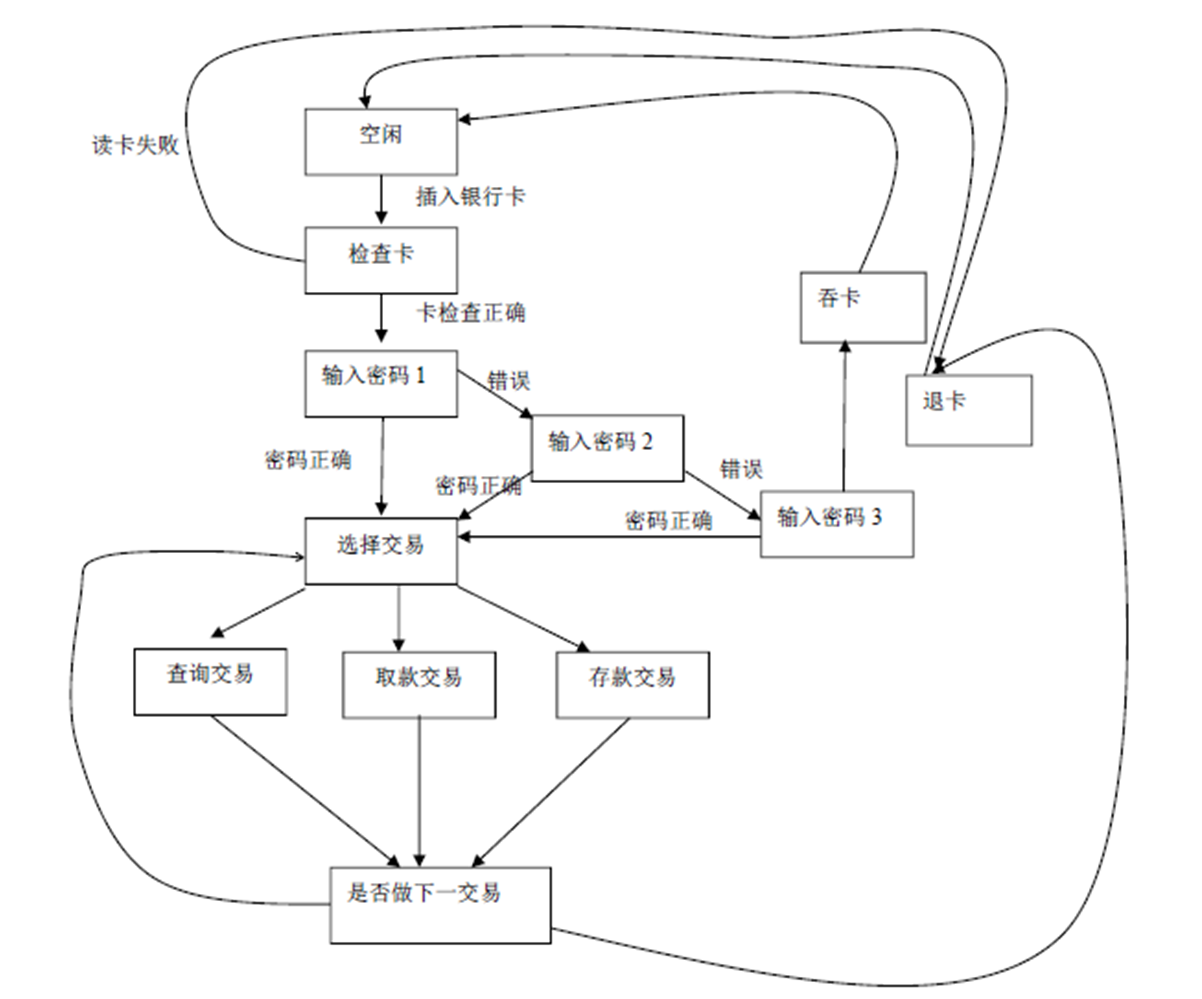 空闲
读卡失败
插入银行卡
检查卡
吞卡
卡检查正确
输入密码 1
错误
退卡
输入密码 2
密码正确
错误
密码正确
输入密码 3
密码正确
选择交易
查询交易
取款交易
存款交易
是否做下一交易